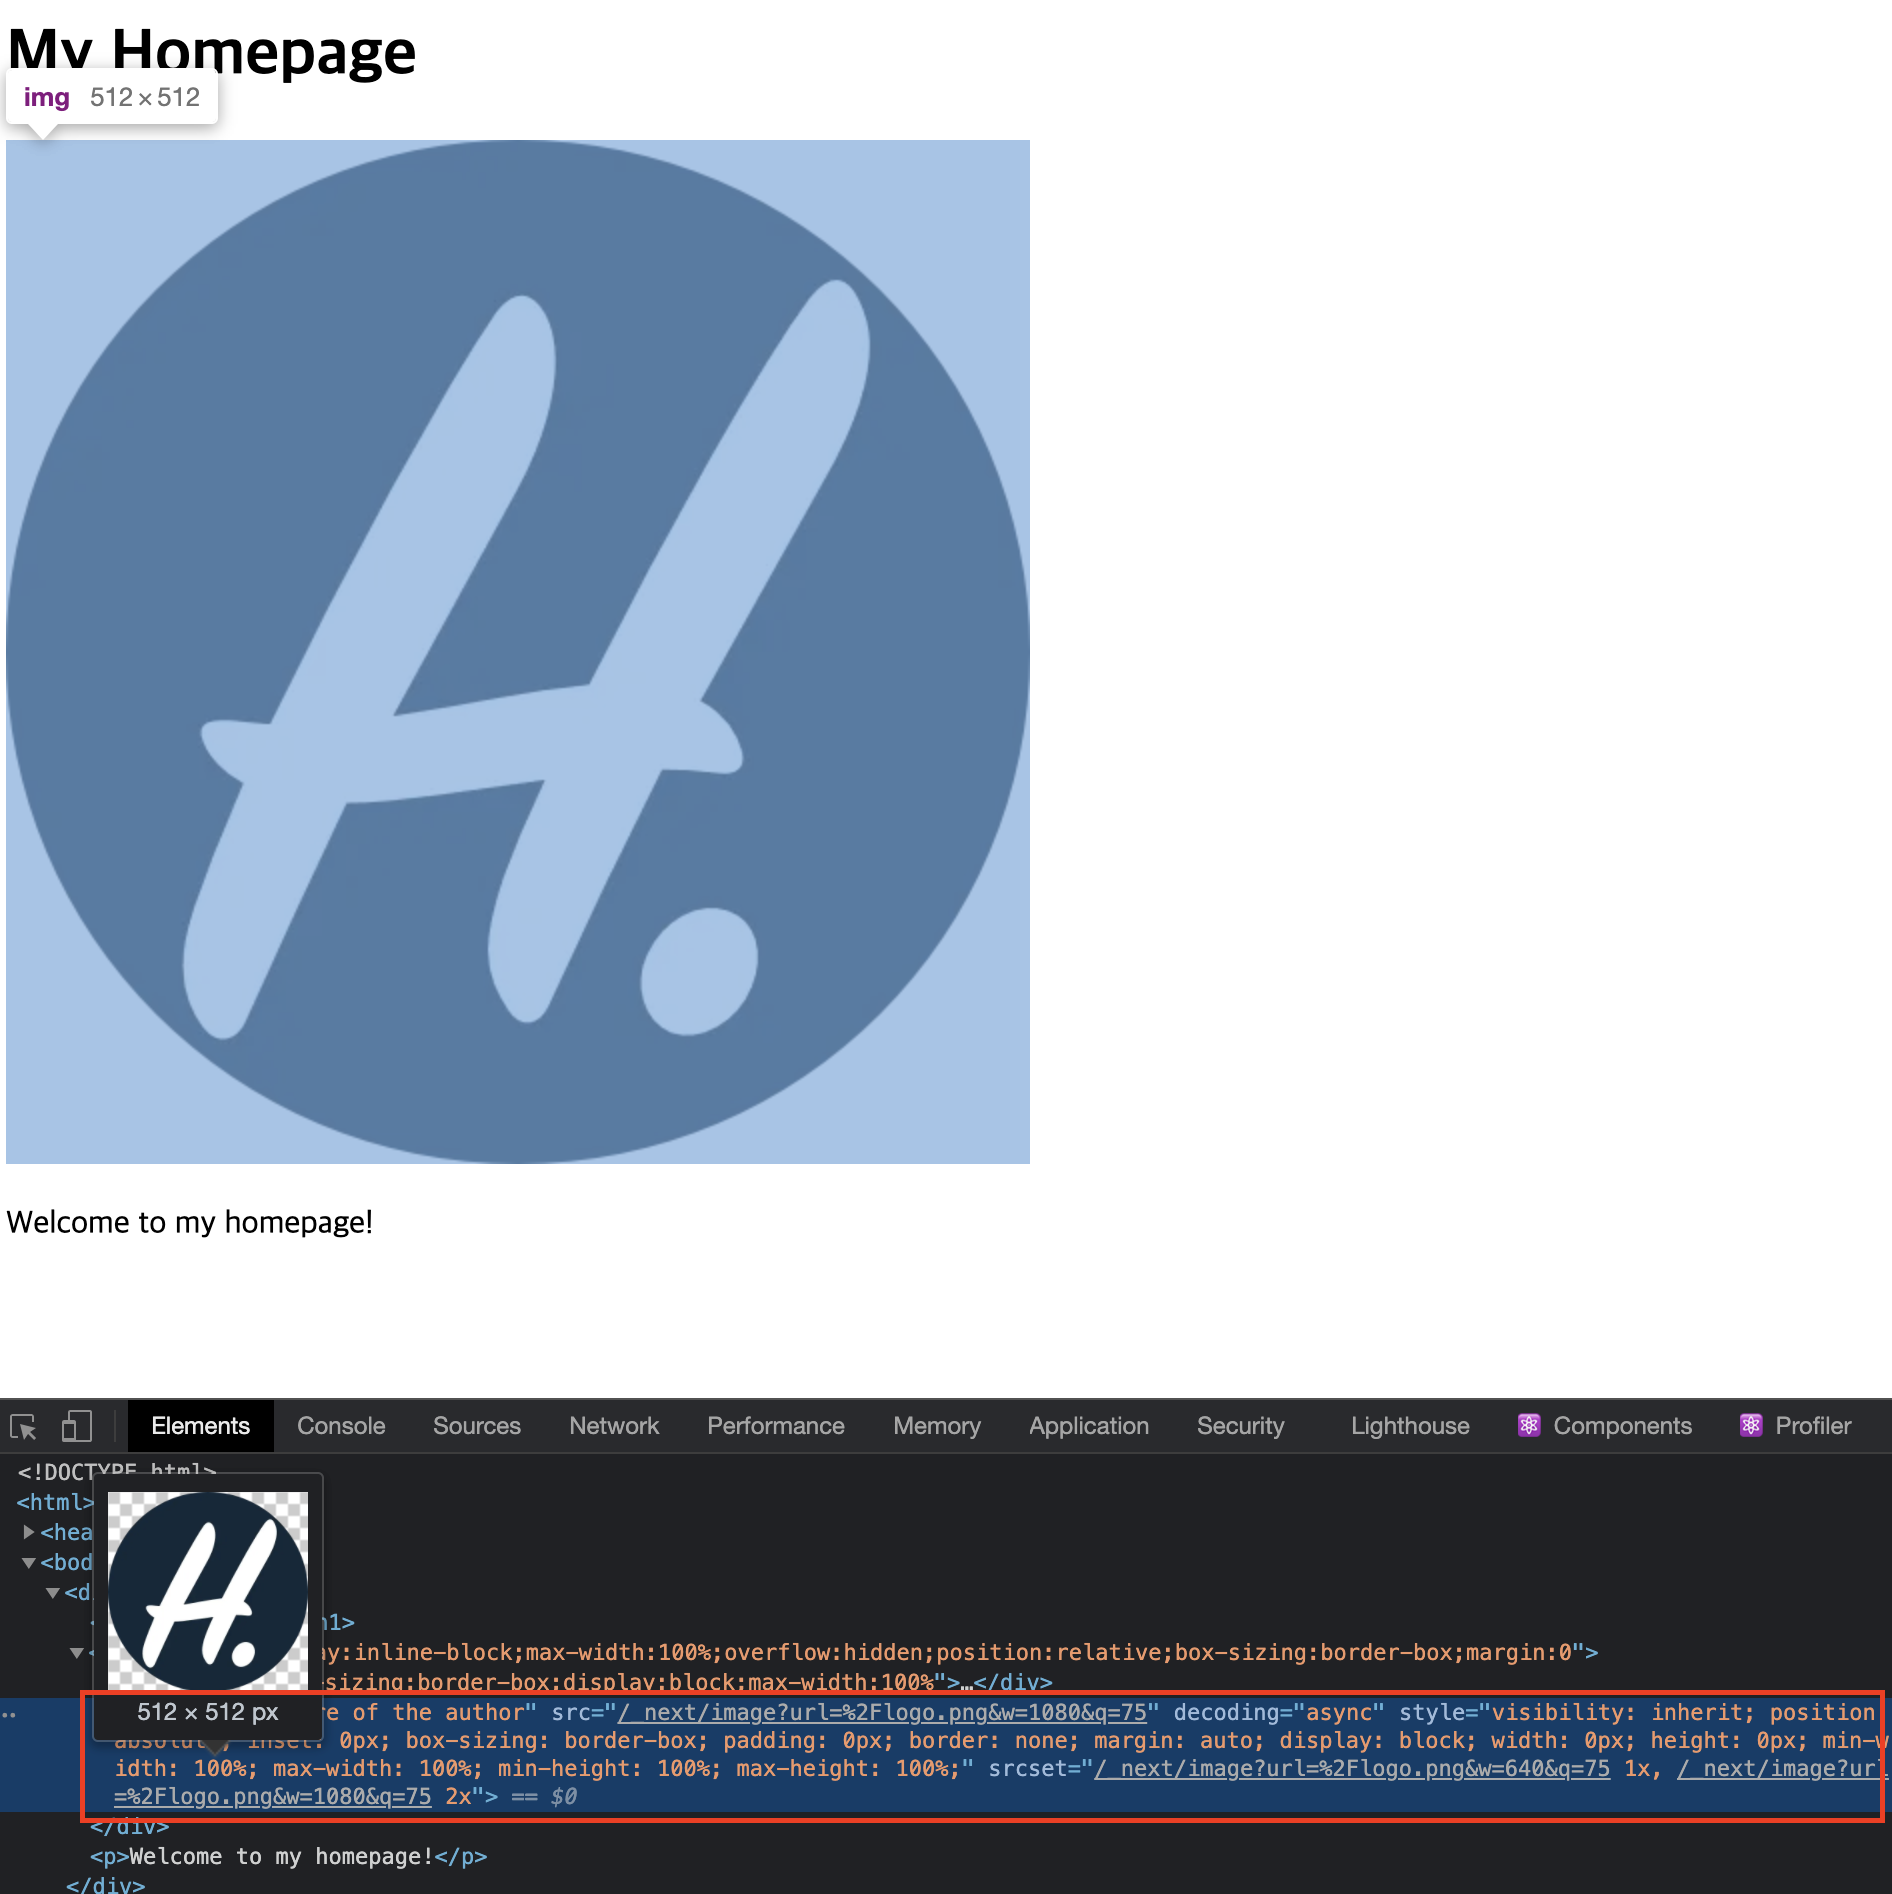 My Homepage
img 512×512
H.
Welcome to my homepage!
Elements Console Sources Network Performance Memory Application Security Lighthouse Components Profiler
<!DOCTYPE html>
<html>
<hea
<bod
<d
H.
h1>
ay:inline-block;max-width:100%;overflow:hidden;position:relative;box-sizing:border-box;margin:0">
-sizing:border-box;display:block;max-width:100%">…</div>
512 × 512 px
re of the author" src="/_next/image?url=%2Flogo.png&w=1080&q=75" decoding="async" style="visibility: inherit; position
absolute; inset: 0px; box-sizing: border-box; padding: 0px; border: none; margin: auto; display: block; width: 0px; height: 0px; min-w
idth: 100%; max-width: 100%; min-height: 100%; max-height: 100%;" srcset="/_next/image?url=%2Flogo.png&w=640&q=75 1x, /_next/image?url
=%2Flogo.png&w=1080&q=75 2x"> == $0
</div>
<p>Welcome to my homepage!</p>
</div>